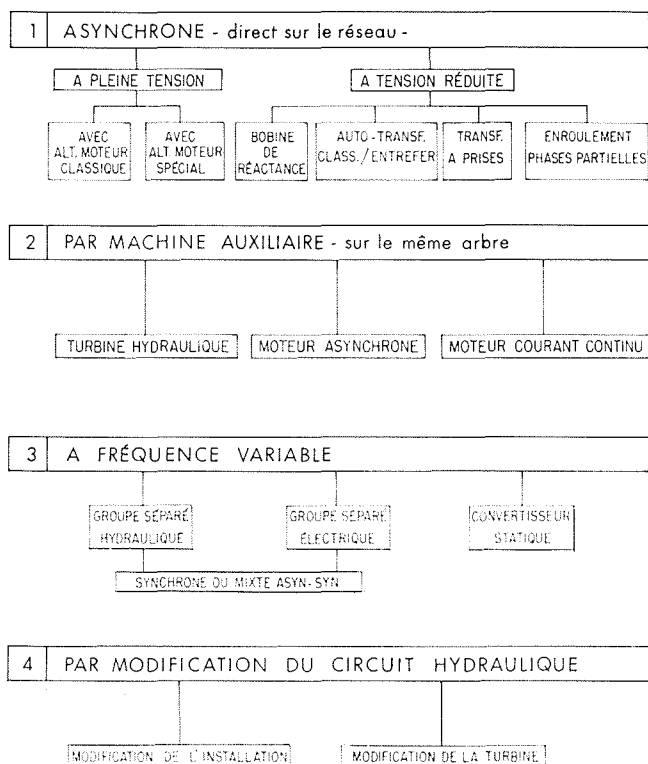 1 ASYNCHRONE - direct sur le réseau -
A PLEINE TENSION
A TENSION RÉDUITE
AVEC
ALT. MOTEUR
CLASSIQUE
AVEC
ALT. MOTEUR
SPÉCIAL
BOBINE
DE
RÉACTANCE
AUTO-TRANSF.
CLASS./ENTREFER
TRANSF.
A PRISES
ENROULEMENT
PHASES PARTIELLES
2 PAR MACHINE AUXILIAIRE - sur le même arbre
TURBINE HYDRAULIQUE
MOTEUR ASYNCHRONE
MOTEUR COURANT CONTINU
3 A FRÉQUENCE VARIABLE
GROUPE SÉPARÉ
HYDRAULIQUE
GROUPE SÉPARÉ
ÉLECTRIQUE
CONVERTISSEUR
STATIQUE
SYNCHRONE OU MIXTE ASYN-SYN
4 PAR MODIFICATION DU CIRCUIT HYDRAULIQUE
MODIFICATION DE L'INSTALLATION
MODIFICATION DE LA TURBINE